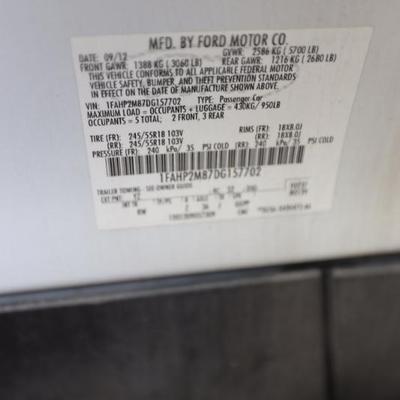 MFD. BY FORD MOTOR CO.
DATE: 09/12 GVWR: 2586 KG (5700 LB)
FRONT GAWR: 1388 KG (3060 LB) REAR GAWR: 1216 KG (2680 LB)
THIS VEHICLE CONFORMS TO ALL APPLICABLE FEDERAL MOTOR
VEHICLE SAFETY, BUMPER, AND THEFT PREVENTION STANDARDS
IN EFFECT ON THE DATE OF MANUFACTURE SHOWN ABOVE.
VIN: 1FAHP2M87DG157702 TYPE: Passenger Car
MAXIMUM LOAD = OCCUPANTS + LUGGAGE = 430KG / 950LB
OCCUPANTS = 5 TOTAL, 2 FRONT, 3 REAR
TIRE (FR): 245/55R18 103V RIMS (FR): 18X8.0J
(RR): 245/55R18 103V (RR): 18X8.0J
PRESSURE (FR): 240 kPa/ 35 PSI COLD (RR): 240 kPa/ 35 PSI COLD
1FAHP2M87DG157702
TRAILER TOWING - SEE OWNER GUIDE
EXT PNT: YZ
INT TR